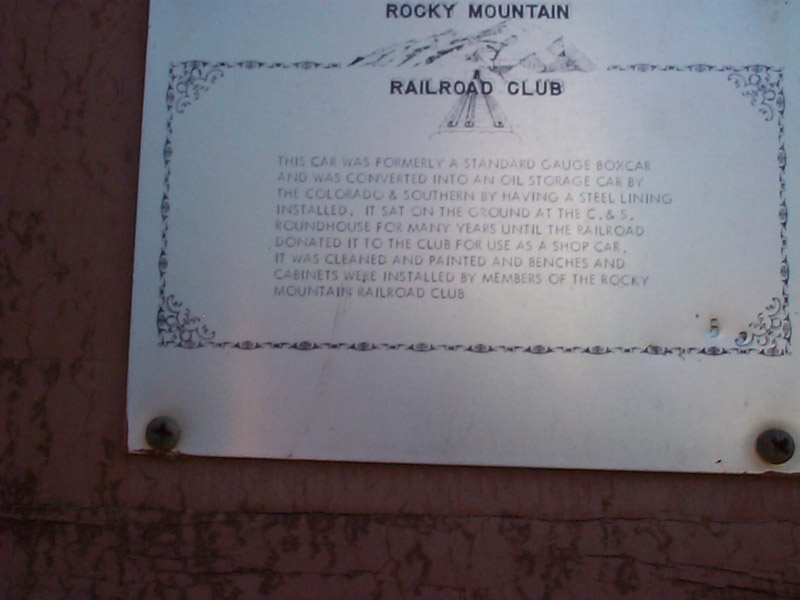 ROCKY MOUNTAIN
RAILROAD CLUB
THIS CAR WAS FORMERLY A STANDARD GAUGE BOXCAR
AND WAS CONVERTED INTO AN OIL STORAGE CAR BY
THE COLORADO & SOUTHERN BY HAVING A STEEL LINING
INSTALLED. IT SAT ON THE GROUND AT THE C. & S.
ROUNDHOUSE FOR MANY YEARS UNTIL THE RAILROAD
DONATED IT TO THE CLUB FOR USE AS A SHOP CAR.
IT WAS CLEANED AND PAINTED AND BENCHES AND
CABINETS WERE INSTALLED BY MEMBERS OF THE ROCKY
MOUNTAIN RAILROAD CLUB
5